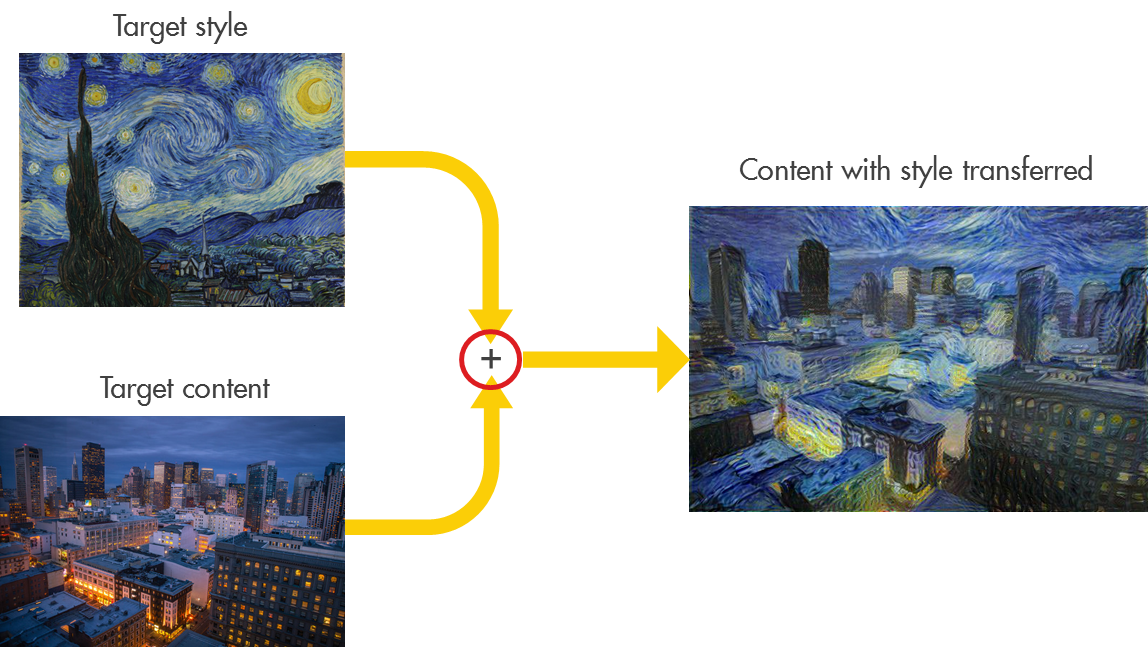 Target style
Content with style transferred
+
Target content